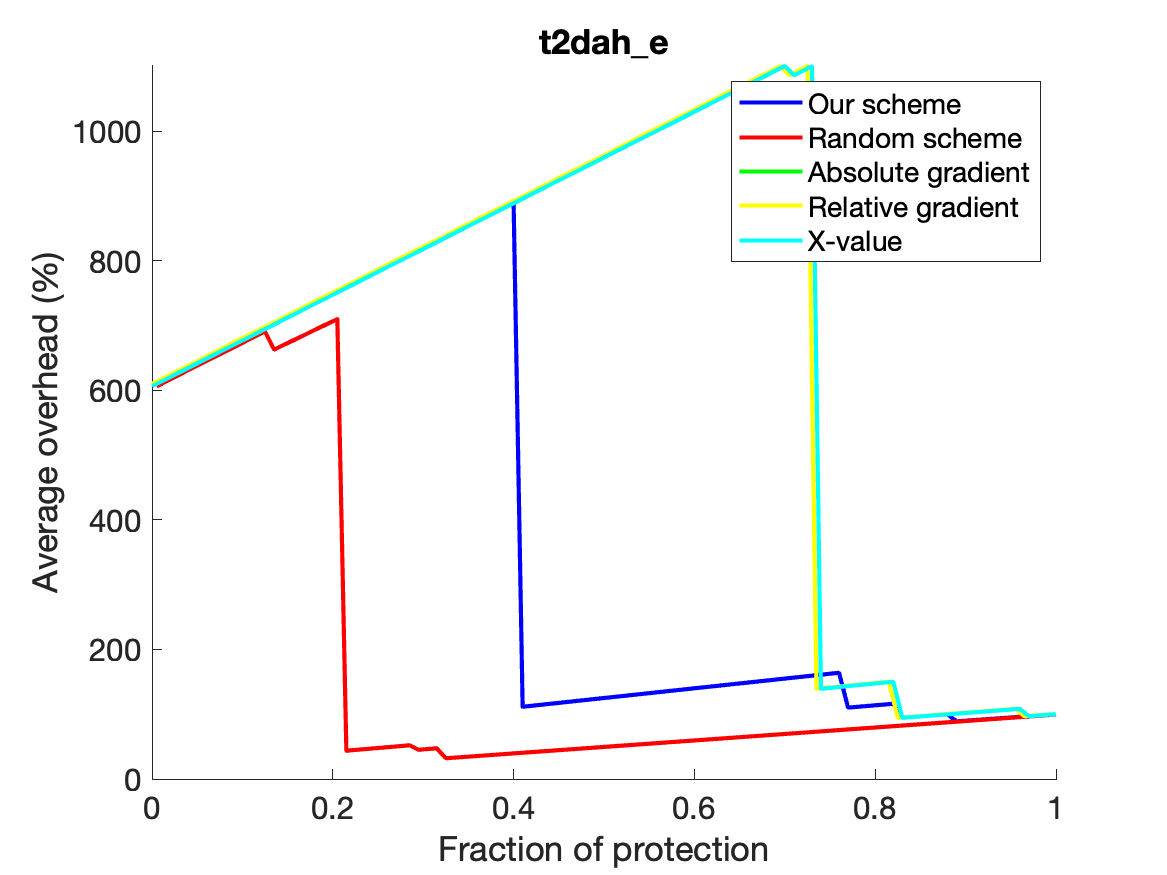 t2dah_e
Our scheme
Random scheme
Absolute gradient
Relative gradient
X-value
Average overhead (%)
1000
800
600
400
200
0
0 0.2 0.4 0.6 0.8 1
Fraction of protection